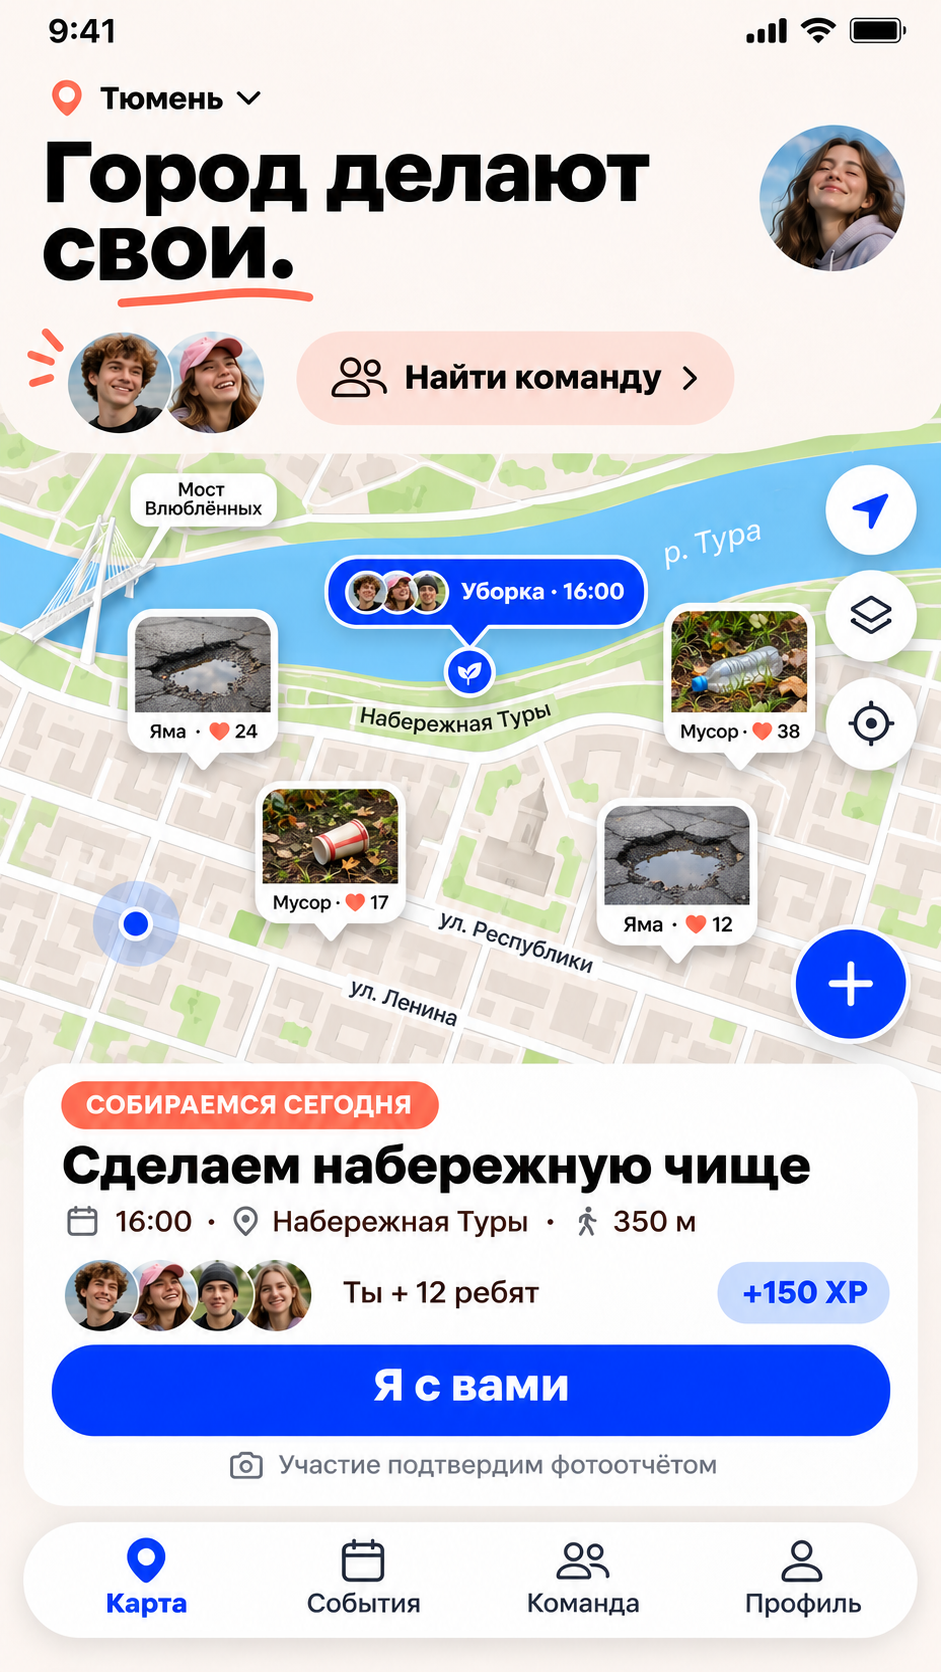 9:41
Тюмень
Город делают
свои.
Найти команду
Мост
Влюблённых
р. Тура
Уборка · 16:00
Яма · 24
Мусор · 38
Набережная Туры
Мусор · 17
Яма · 12
ул. Республики
ул. Ленина
СОБИРАЕМСЯ СЕГОДНЯ
Сделаем набережную чище
16:00 · Набережная Туры · 350 м
Ты + 12 ребят
+150 XP
Я с вами
Участие подтвердим фотоотчётом
Карта
События
Команда
Профиль